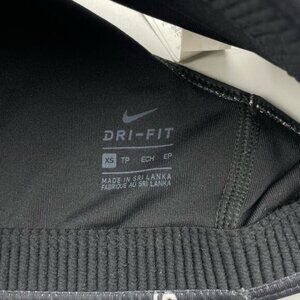 DRI-FIT
XS TP ECH EP
MADE IN SRI LANKA
FABRIQUÉ AU SRI LANKA